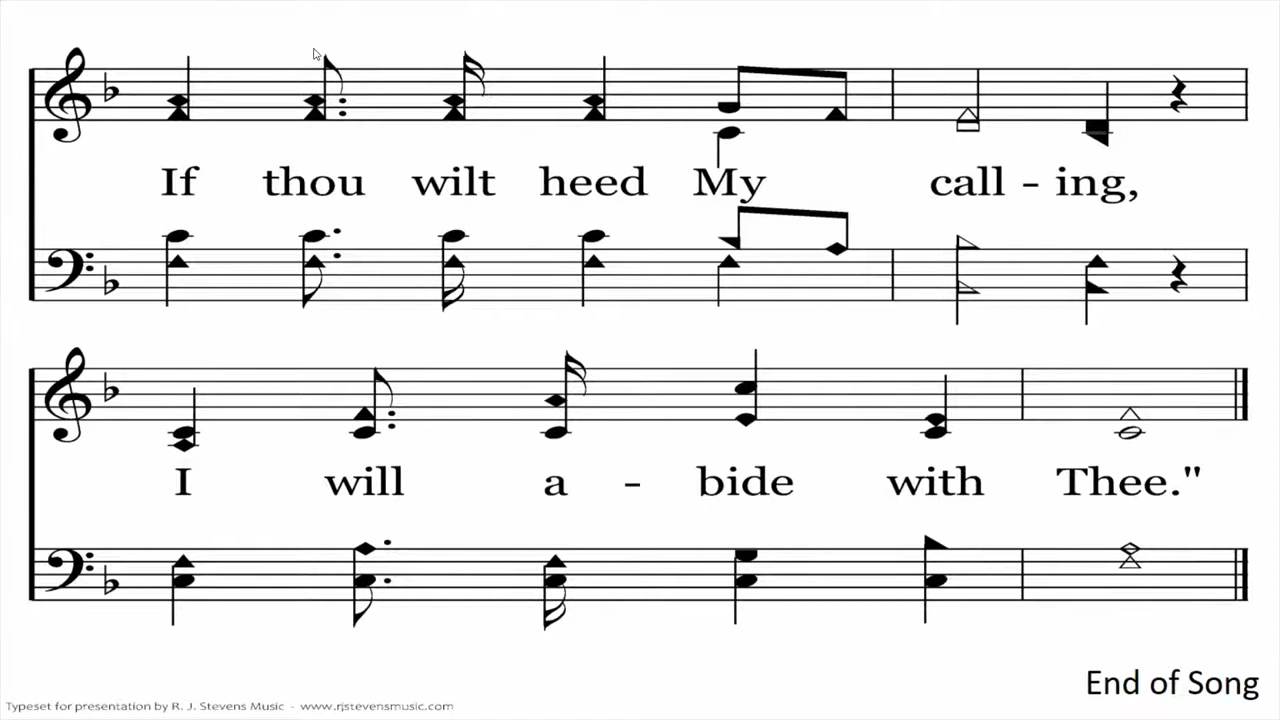 If thou wilt heed My call - ing,
I will a - bide with Thee."
End of Song
Typeset for presentation by R. J. Stevens Music - www.rjstevensmusic.com